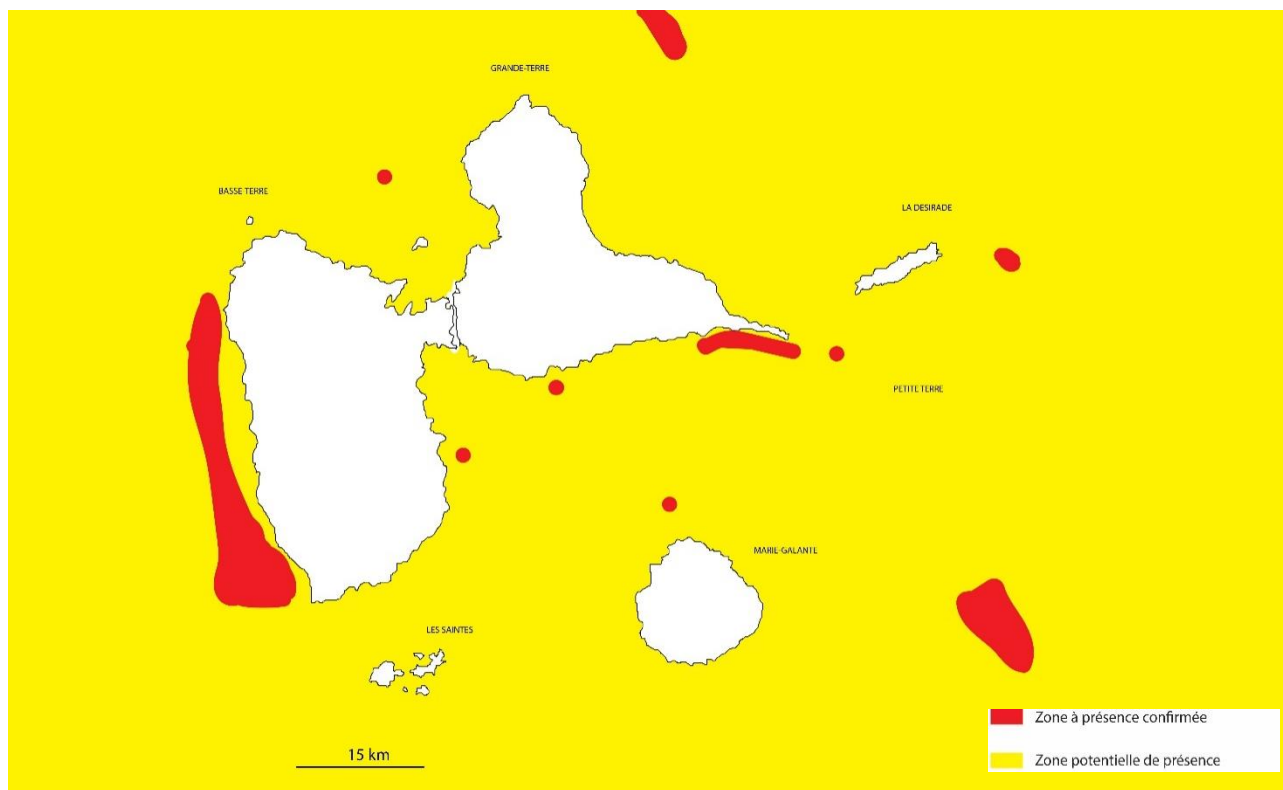 GRANDE-TERRE
BASSE TERRE
LA DESIRADE
PETITE TERRE
MARIE-GALANTE
LES SAINTES
Zone à présence confirmée
15 km
Zone potentielle de présence